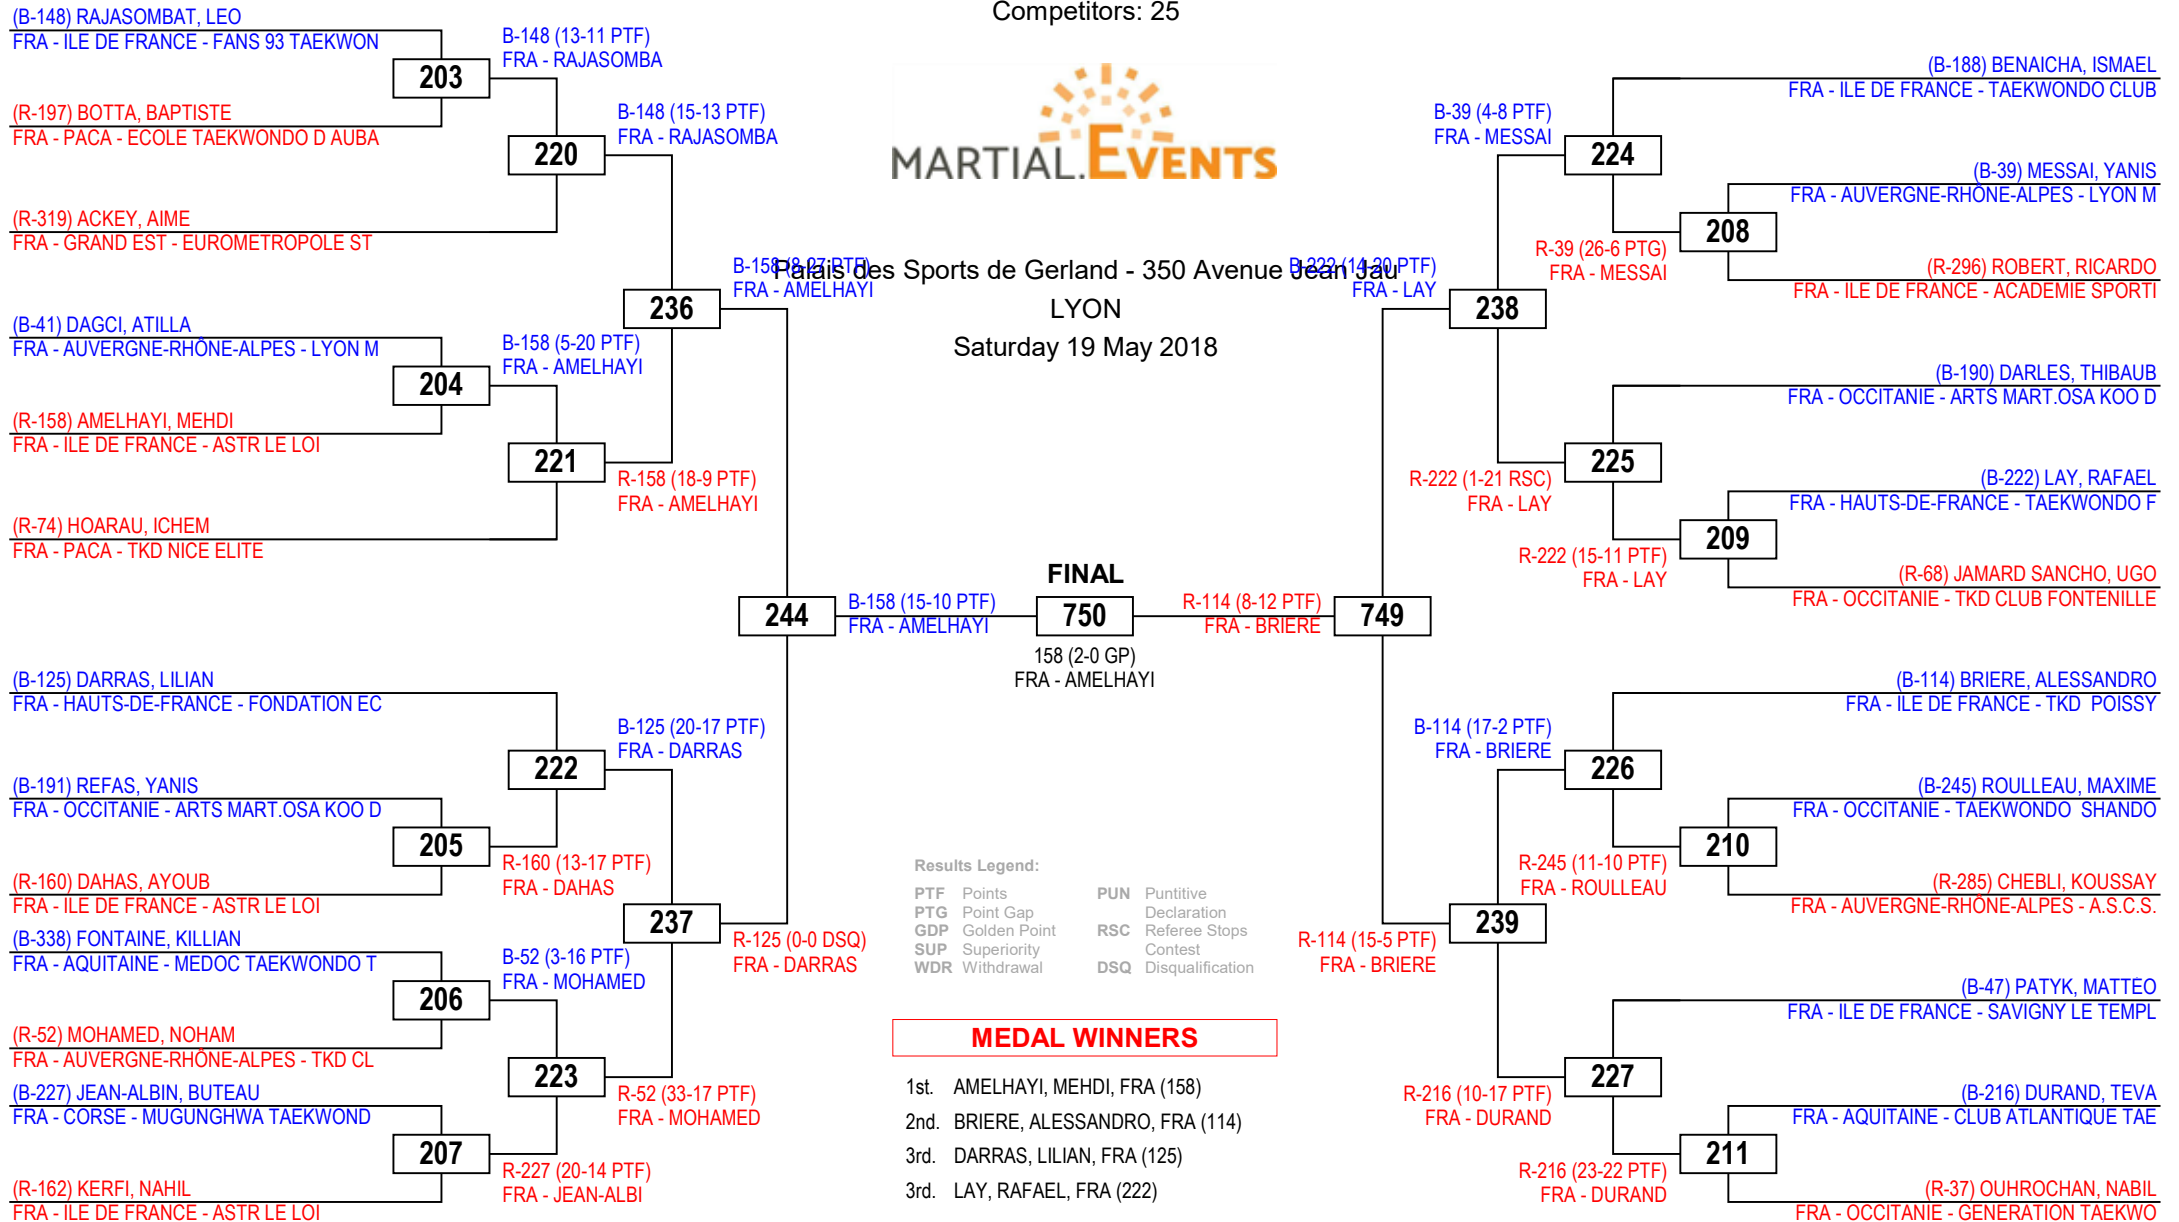 Competitors: 25
MARTIAL.EVENTS
Palais des Sports de Gerland - 350 Avenue Jean Jau
LYON
Saturday 19 May 2018
(B-148) RAJASOMBAT, LEO
FRA - ILE DE FRANCE - FANS 93 TAEKWON
203
(R-197) BOTTA, BAPTISTE
FRA - PACA - ECOLE TAEKWONDO D AUBA
B-148 (13-11 PTF)
FRA - RAJASOMBA
220
(R-319) ACKEY, AIME
FRA - GRAND EST - EUROMETROPOLE ST
B-148 (15-13 PTF)
FRA - RAJASOMBA
236
(B-41) DAGCI, ATILLA
FRA - AUVERGNE-RHÔNE-ALPES - LYON M
204
(R-158) AMELHAYI, MEHDI
FRA - ILE DE FRANCE - ASTR LE LOI
B-158 (5-20 PTF)
FRA - AMELHAYI
221
(R-74) HOARAU, ICHEM
FRA - PACA - TKD NICE ELITE
R-158 (18-9 PTF)
FRA - AMELHAYI
B-158 (8-27 PTF)
FRA - AMELHAYI
244
(B-125) DARRAS, LILIAN
FRA - HAUTS-DE-FRANCE - FONDATION EC
222
(B-191) REFAS, YANIS
FRA - OCCITANIE - ARTS MART.OSA KOO D
205
(R-160) DAHAS, AYOUB
FRA - ILE DE FRANCE - ASTR LE LOI
R-160 (13-17 PTF)
FRA - DAHAS
B-125 (20-17 PTF)
FRA - DARRAS
237
(B-338) FONTAINE, KILLIAN
FRA - AQUITAINE - MEDOC TAEKWONDO T
206
(R-52) MOHAMED, NOHAM
FRA - AUVERGNE-RHÔNE-ALPES - TKD CL
B-52 (3-16 PTF)
FRA - MOHAMED
223
(B-227) JEAN-ALBIN, BUTEAU
FRA - CORSE - MUGUNGHWA TAEKWOND
207
(R-162) KERFI, NAHIL
FRA - ILE DE FRANCE - ASTR LE LOI
R-227 (20-14 PTF)
FRA - JEAN-ALBI
R-52 (33-17 PTF)
FRA - MOHAMED
R-125 (0-0 DSQ)
FRA - DARRAS
B-158 (15-10 PTF)
FRA - AMELHAYI
FINAL
750
158 (2-0 GP)
FRA - AMELHAYI
R-114 (8-12 PTF)
FRA - BRIERE
749
(B-188) BENAICHA, ISMAEL
FRA - ILE DE FRANCE - TAEKWONDO CLUB
B-39 (4-8 PTF)
FRA - MESSAI
224
(B-39) MESSAI, YANIS
FRA - AUVERGNE-RHÔNE-ALPES - LYON M
208
R-39 (26-6 PTG)
FRA - MESSAI
(R-296) ROBERT, RICARDO
FRA - ILE DE FRANCE - ACADEMIE SPORTI
B-222 (14-20 PTF)
FRA - LAY
238
(B-190) DARLES, THIBAUB
FRA - OCCITANIE - ARTS MART.OSA KOO D
225
R-222 (1-21 RSC)
FRA - LAY
(B-222) LAY, RAFAEL
FRA - HAUTS-DE-FRANCE - TAEKWONDO F
209
R-222 (15-11 PTF)
FRA - LAY
(R-68) JAMARD SANCHO, UGO
FRA - OCCITANIE - TKD CLUB FONTENILLE
(B-114) BRIERE, ALESSANDRO
FRA - ILE DE FRANCE - TKD  POISSY
B-114 (17-2 PTF)
FRA - BRIERE
226
(B-245) ROULLEAU, MAXIME
FRA - OCCITANIE - TAEKWONDO  SHANDO
210
R-245 (11-10 PTF)
FRA - ROULLEAU
(R-285) CHEBLI, KOUSSAY
FRA - AUVERGNE-RHÔNE-ALPES - A.S.C.S.
239
R-114 (15-5 PTF)
FRA - BRIERE
(B-47) PATYK, MATTÉO
FRA - ILE DE FRANCE - SAVIGNY LE TEMPL
227
R-216 (10-17 PTF)
FRA - DURAND
(B-216) DURAND, TEVA
FRA - AQUITAINE - CLUB ATLANTIQUE TAE
211
R-216 (23-22 PTF)
FRA - DURAND
(R-37) OUHROCHAN, NABIL
FRA - OCCITANIE - GENERATION TAEKWO
Results Legend:
PTF Points
PTG Point Gap
GDP Golden Point
SUP Superiority
WDR Withdrawal
PUN Puntitive
Declaration
RSC Referee Stops
Contest
DSQ Disqualification
MEDAL WINNERS
1st. AMELHAYI, MEHDI, FRA (158)
2nd. BRIERE, ALESSANDRO, FRA (114)
3rd. DARRAS, LILIAN, FRA (125)
3rd. LAY, RAFAEL, FRA (222)